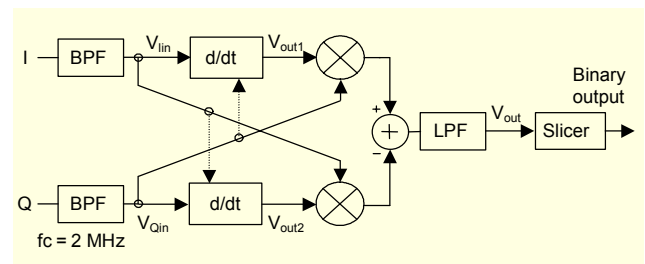 I
BPF
V_Iin
d/dt
V_out1
Binary
output
+
+
−
LPF
V_out
Slicer
Q
BPF
V_Qin
d/dt
V_out2
fc = 2 MHz